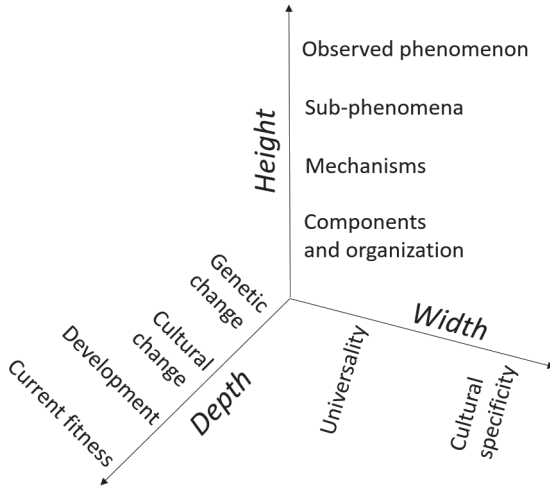 Observed phenomenon
Sub-phenomena
Mechanisms
Components
and organization
Height
Genetic
change
Cultural
change
Development
Current fitness
Depth
Width
Universality
Cultural
specificity